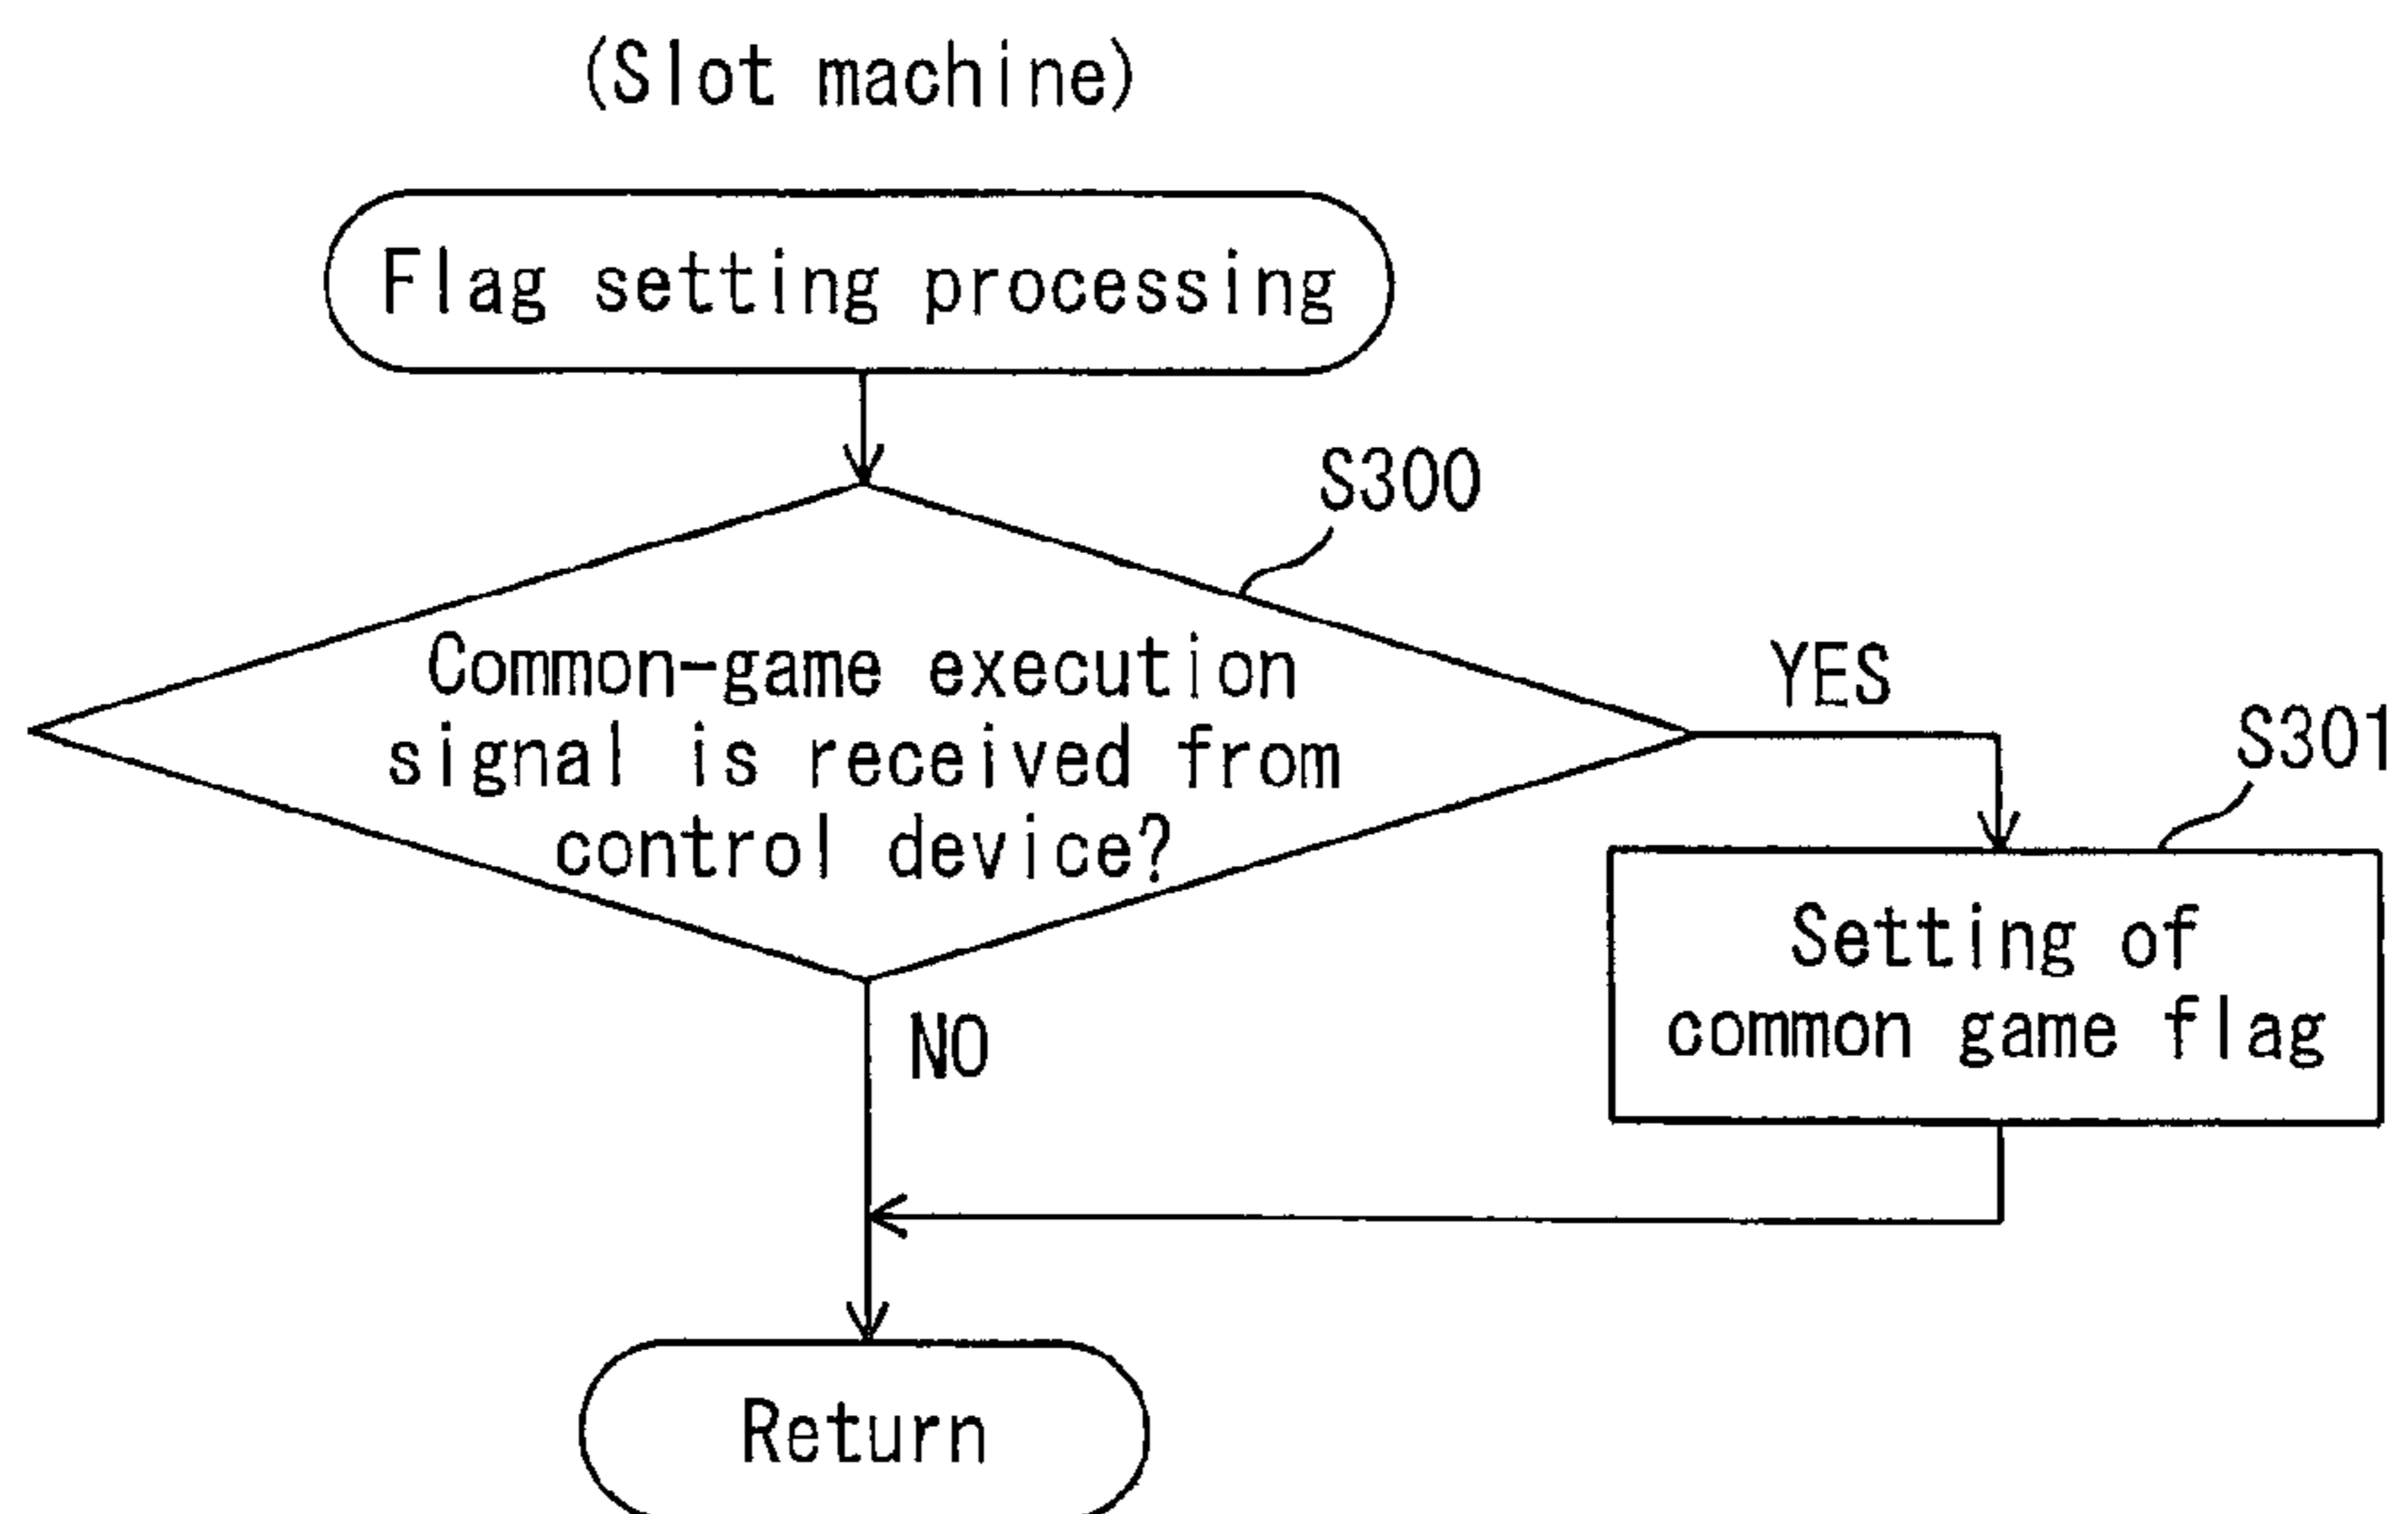 (Slot machine)
Flag setting processing
S300
Common-game execution
signal is received from
control device?
YES
S301
Setting of
common game flag
NO
Return